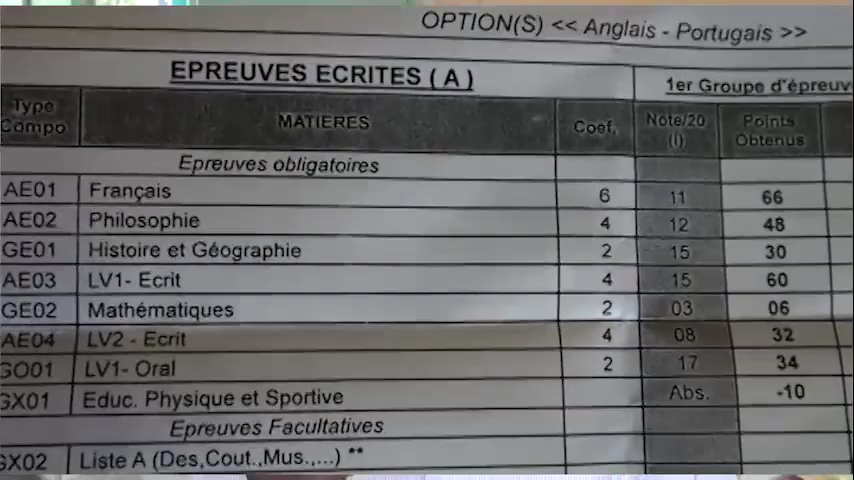 OPTION(S) << Anglais - Portugais >>
EPREUVES ECRITES ( A )
1er Groupe d'épreuv
Type Compo MATIERES Coef. Note/20 (I) Points Obtenus
Epreuves obligatoires
AE01 Français 6 11 66
AE02 Philosophie 4 12 48
GE01 Histoire et Géographie 2 15 30
AE03 LV1- Ecrit 4 15 60
GE02 Mathématiques 2 03 06
AE04 LV2 - Ecrit 4 08 32
GO01 LV1- Oral 2 17 34
GX01 Educ. Physique et Sportive Abs. -10
Epreuves Facultatives
GX02 Liste A (Des,Cout.,Mus.,...) **